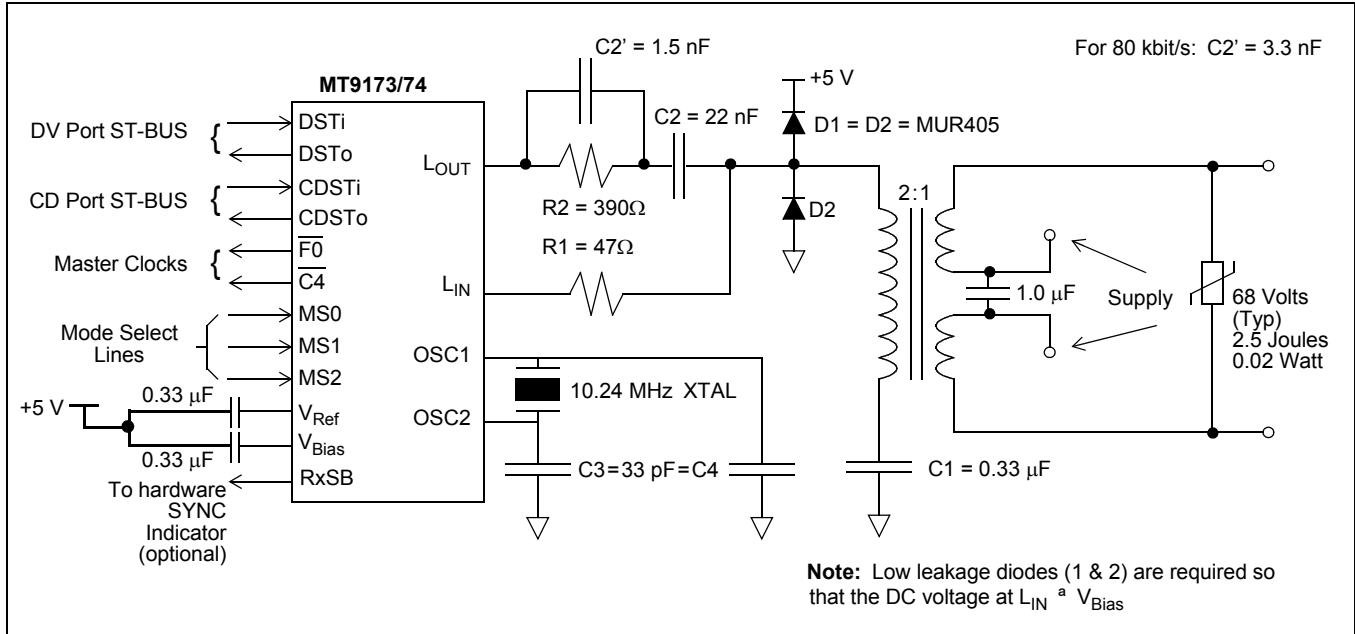 C2' = 1.5 nF
For 80 kbit/s: C2' = 3.3 nF
MT9173/74
+5 V
DV Port ST-BUS {
DSTi
DSTo
C2 = 22 nF
D1 = D2 = MUR405
LOUT
CD Port ST-BUS {
CDSTi
CDSTo
R2 = 390Ω
D2
2:1
Master Clocks {
F0
C4
R1 = 47Ω
LIN
1.0 μF
Supply
68 Volts
(Typ)
2.5 Joules
0.02 Watt
Mode Select
Lines
MS0
MS1
MS2
OSC1
10.24 MHz XTAL
OSC2
+5 V
0.33 μF
VRef
0.33 μF
VBias
C3=33 pF=C4
C1 = 0.33 μF
RxSB
To hardware
SYNC
Indicator
(optional)
Note: Low leakage diodes (1 & 2) are required so
that the DC voltage at LIN ª VBias